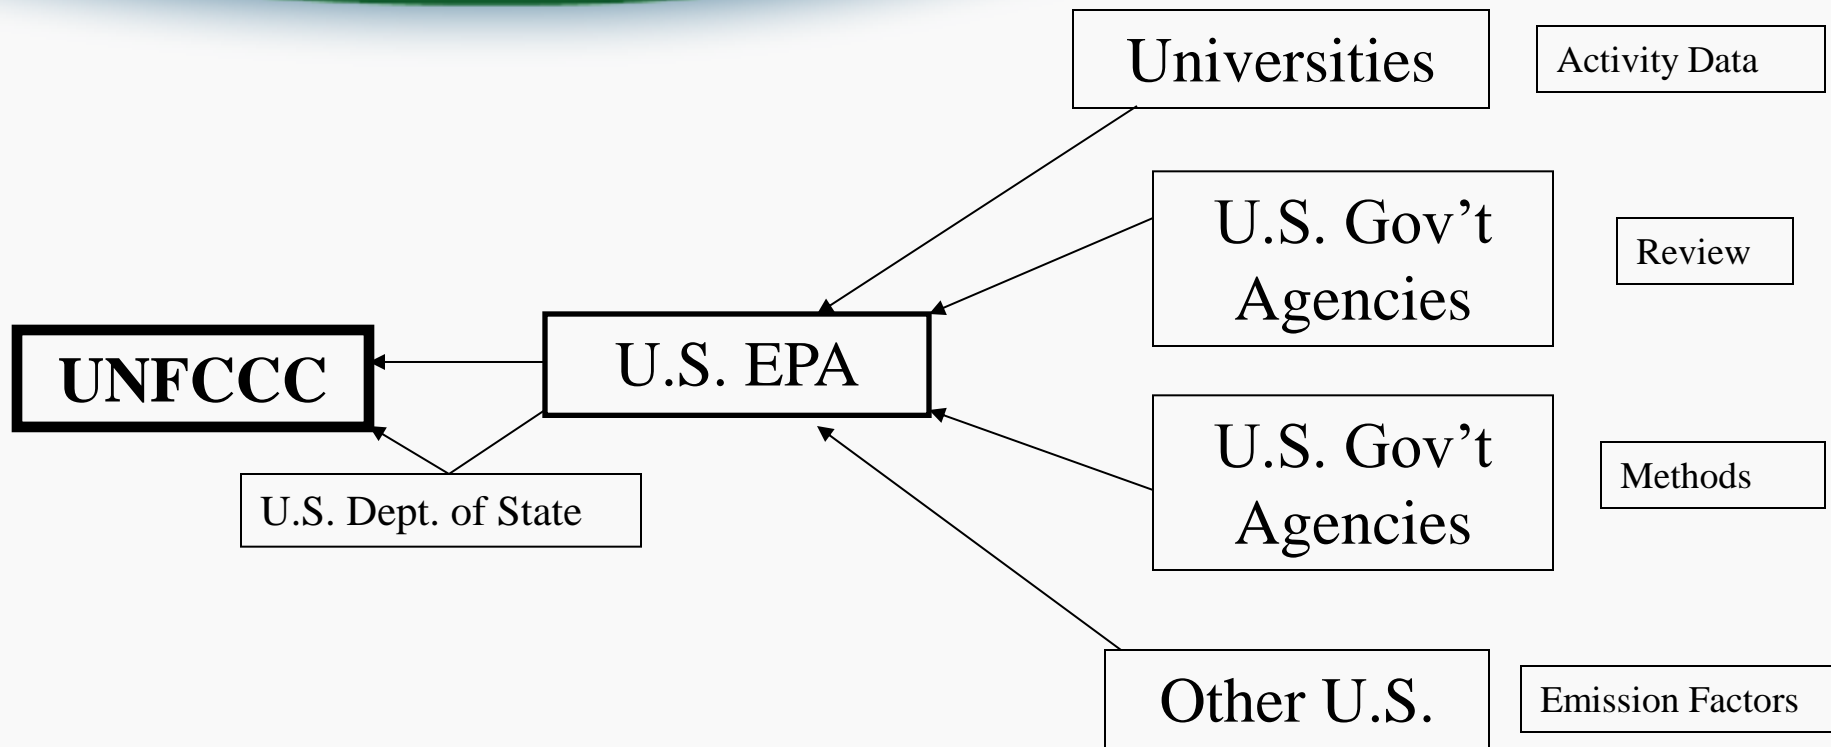 Universities
Activity Data
U.S. Gov’t
Agencies
Review
UNFCCC
U.S. EPA
U.S. Dept. of State
U.S. Gov’t
Agencies
Methods
Other U.S.
Emission Factors